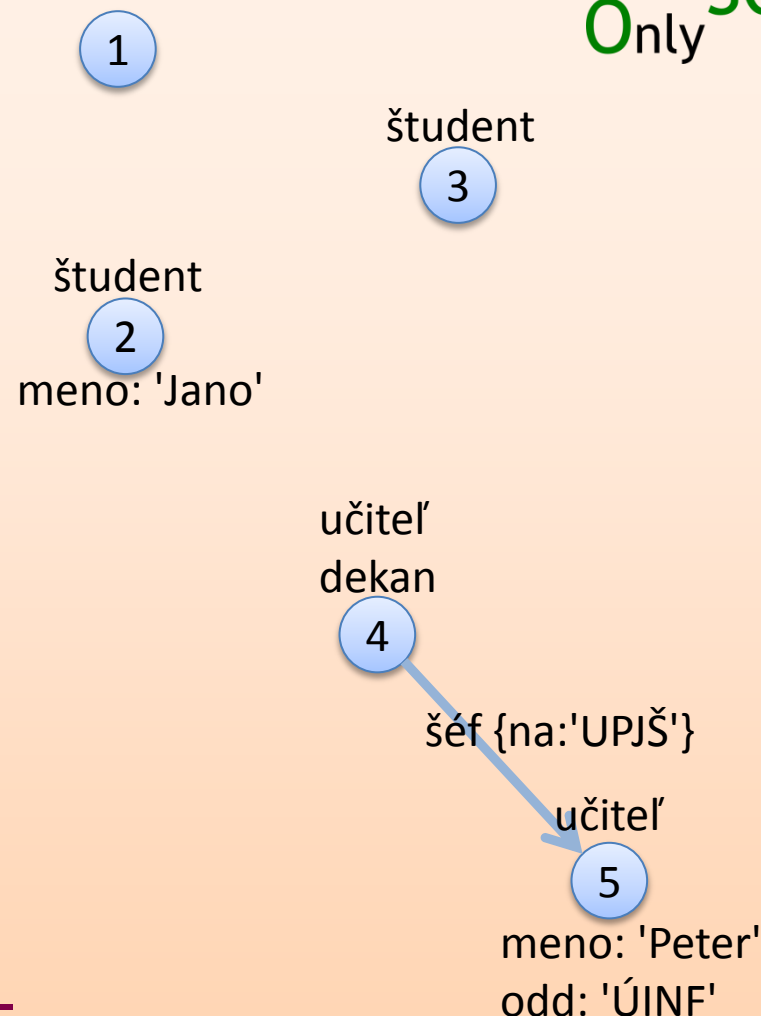 Only
1
študent
3
študent
2
meno: 'Jano'
učiteľ
dekan
4
šéf {na:'UPJŠ'}
učiteľ
5
meno: 'Peter'
odd: 'ÚINF'